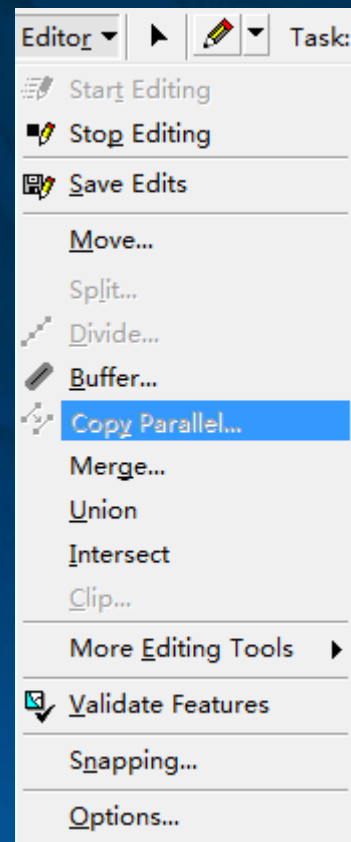 Editor Task:
Start Editing
Stop Editing
Save Edits
Move...
Split...
Divide...
Buffer...
Copy Parallel...
Merge...
Union
Intersect
Clip...
More Editing Tools
Validate Features
Snapping...
Options...